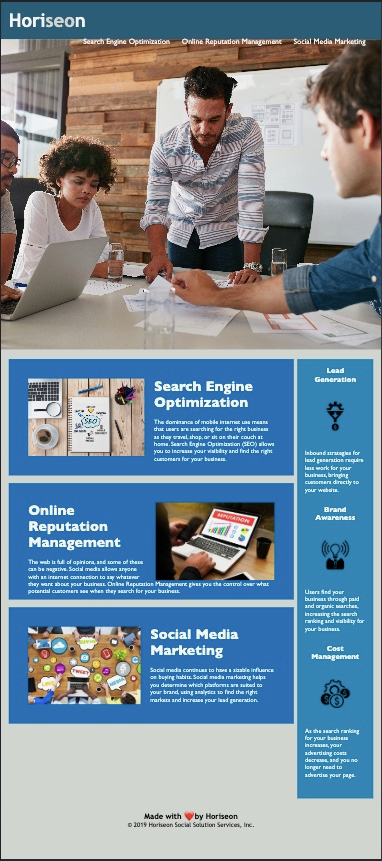 Horiseon
Search Engine Optimization Online Reputation Management Social Media Marketing
Search Engine
Optimization
The dominance of mobile internet use means
that users are searching for the right business
as they travel, shop, or sit on their couch at
home. Search Engine Optimization (SEO) allows
you to increase your visibility and find the right
customers for your business.
SEO
Online
Reputation
Management
The web is full of opinions, and some of these
can be negative. Social media allows anyone
with an internet connection to say whatever
they want about your business. Online Reputation Management gives you the control over what
potential customers see when they search for your business.
REPUTATION
Social Media
Marketing
Social media continues to have a sizable influence
on buying habits. Social media marketing helps
you determine which platforms are suited to
your brand, using analytics to find the right
markets and increase your lead generation.
TWEET
Lead
Generation
Inbound strategies for
lead generation require
less work for your
business, bringing
customers directly to
your website.
Brand
Awareness
Users find your
business through paid
and organic searches,
increasing the search
ranking and visibility for
your business.
Cost
Management
As the search ranking
for your business
increases, your
advertising costs
decrease, and you no
longer need to
advertise your page.
Made with ❤️by Horiseon
© 2019 Horiseon Social Solution Services, Inc.